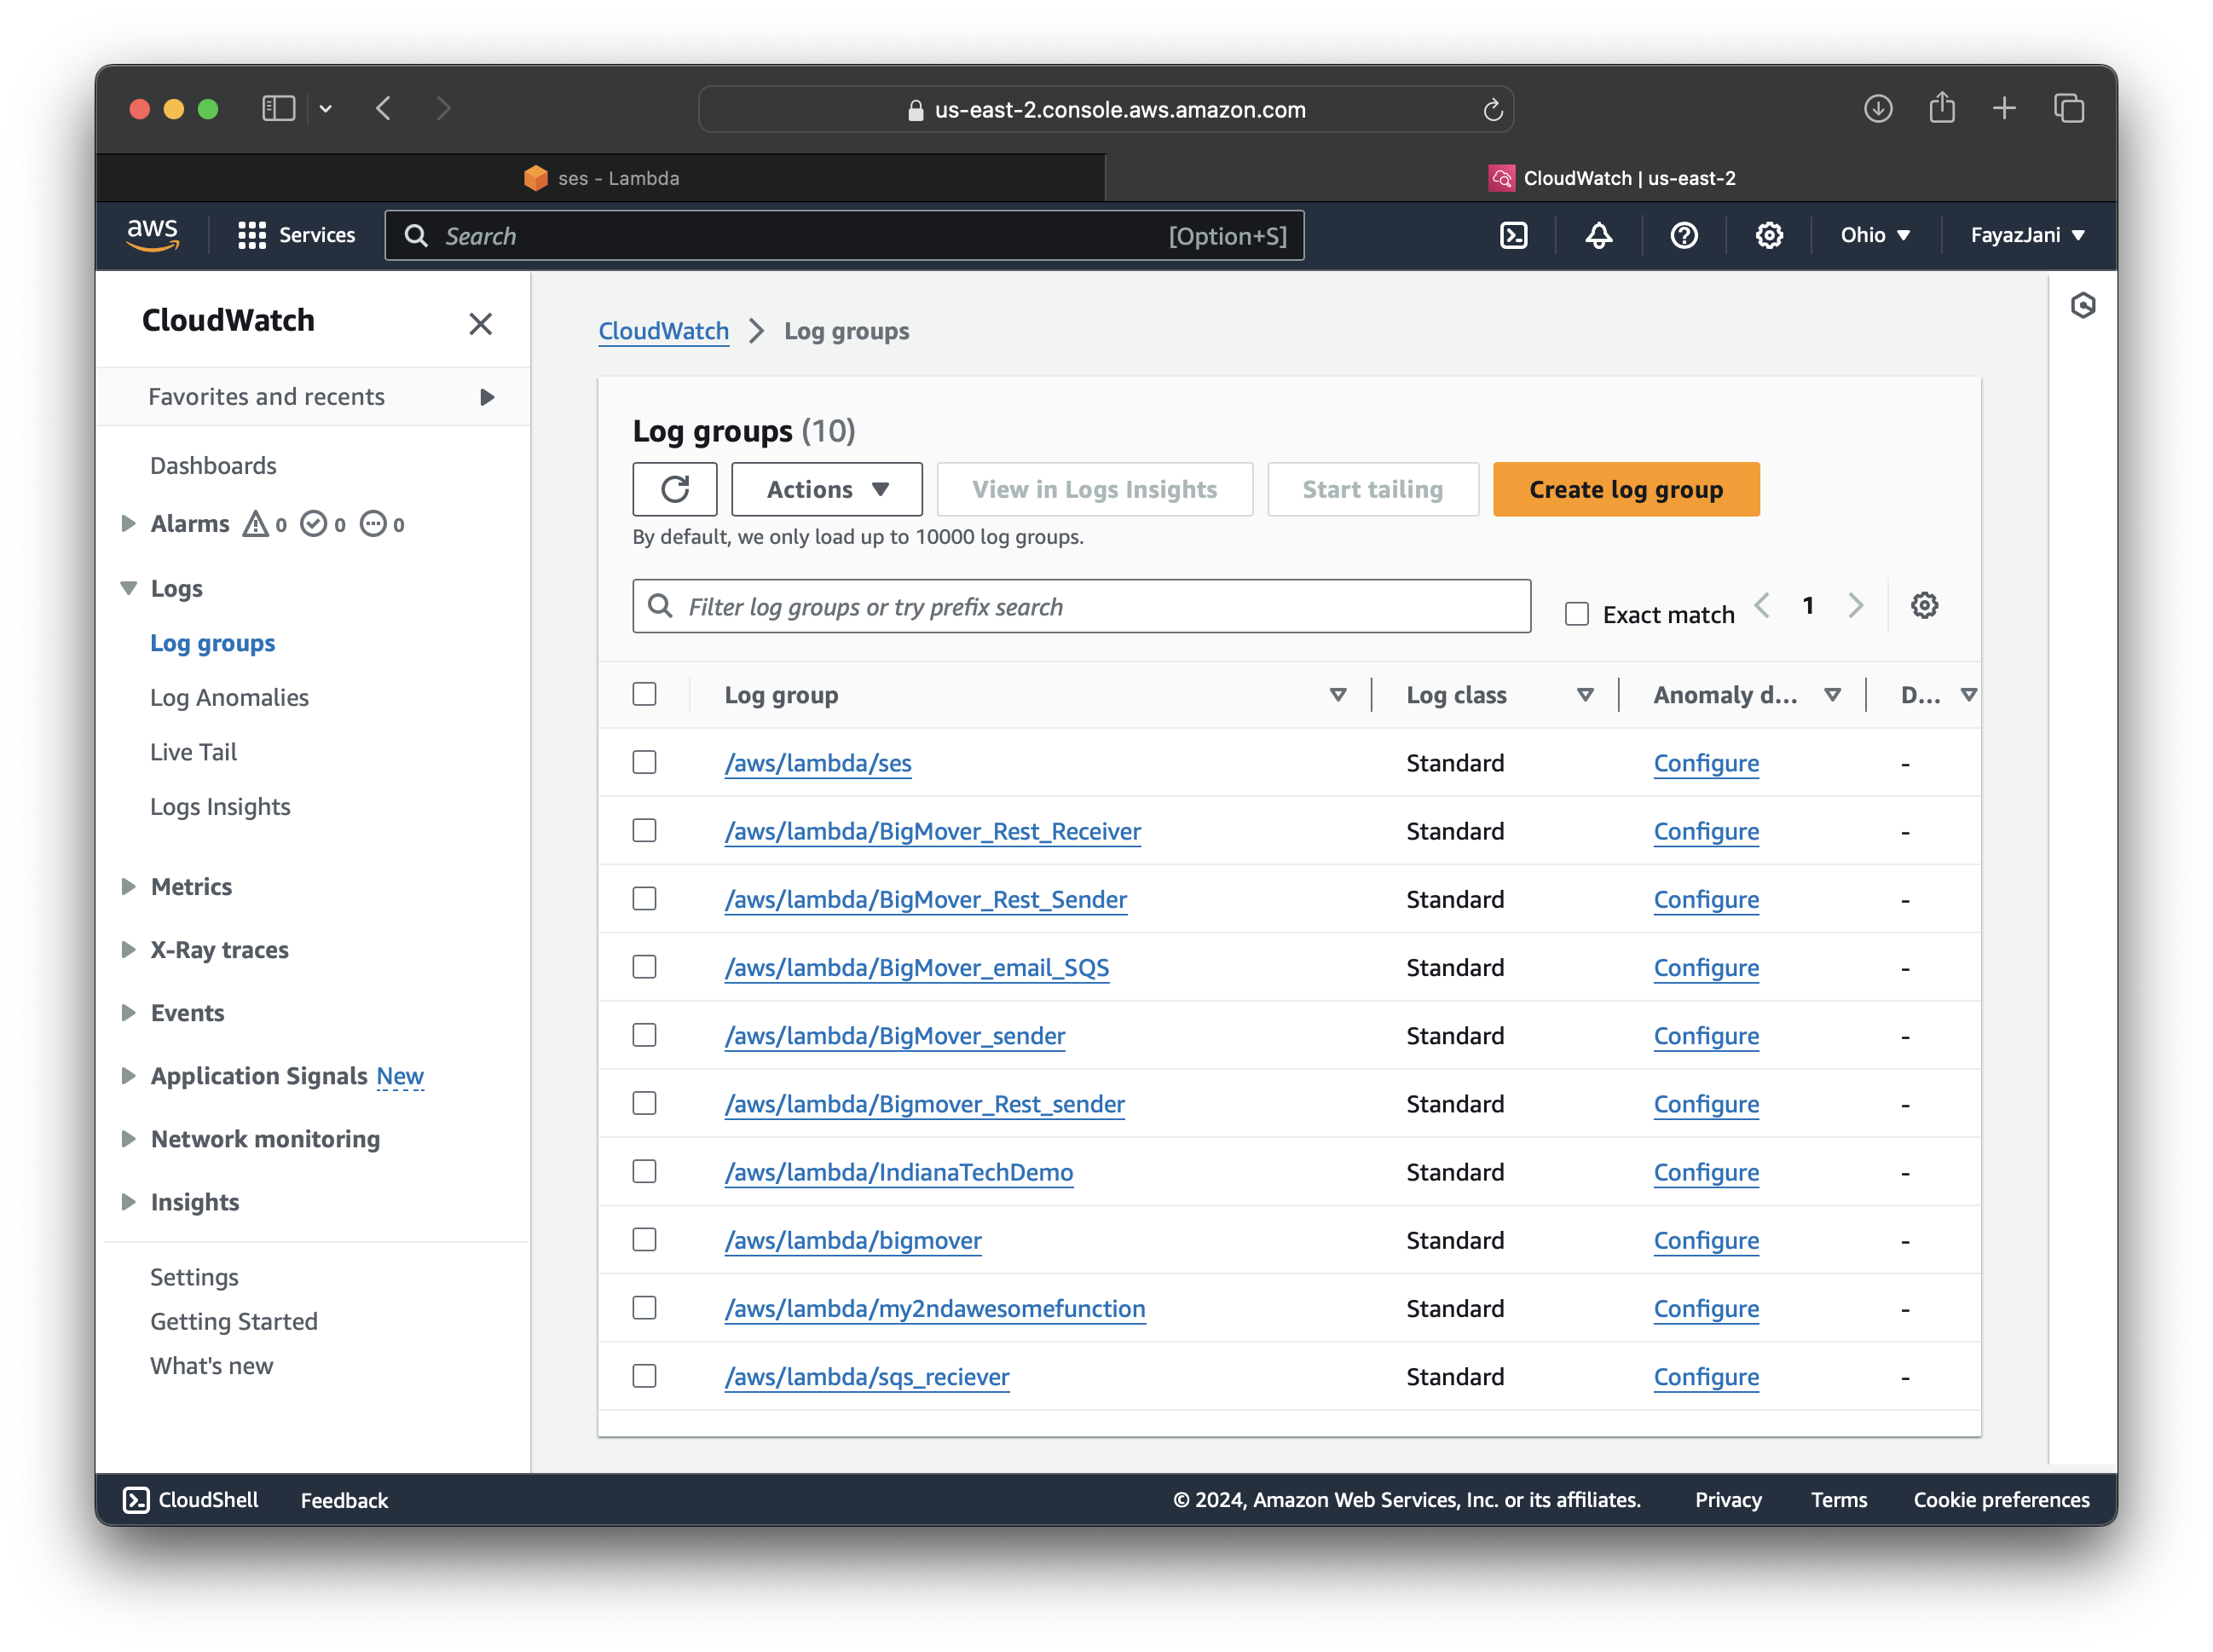 us-east-2.console.aws.amazon.com
ses - Lambda
CloudWatch | us-east-2
aws
Services
Search
[Option+S]
Ohio
FayazJani
CloudWatch
Favorites and recents
Dashboards
Alarms 0 0 0
Logs
Log groups
Log Anomalies
Live Tail
Logs Insights
Metrics
X-Ray traces
Events
Application Signals New
Network monitoring
Insights
Settings
Getting Started
What's new
CloudWatch > Log groups
Log groups (10)
Actions
View in Logs Insights
Start tailing
Create log group
By default, we only load up to 10000 log groups.
Filter log groups or try prefix search
Exact match
1
Log group Log class Anomaly d... D...
/aws/lambda/ses Standard Configure -
/aws/lambda/BigMover_Rest_Receiver Standard Configure -
/aws/lambda/BigMover_Rest_Sender Standard Configure -
/aws/lambda/BigMover_email_SQS Standard Configure -
/aws/lambda/BigMover_sender Standard Configure -
/aws/lambda/Bigmover_Rest_sender Standard Configure -
/aws/lambda/IndianaTechDemo Standard Configure -
/aws/lambda/bigmover Standard Configure -
/aws/lambda/my2ndawesomefunction Standard Configure -
/aws/lambda/sqs_reciever Standard Configure -
CloudShell
Feedback
© 2024, Amazon Web Services, Inc. or its affiliates.
Privacy
Terms
Cookie preferences